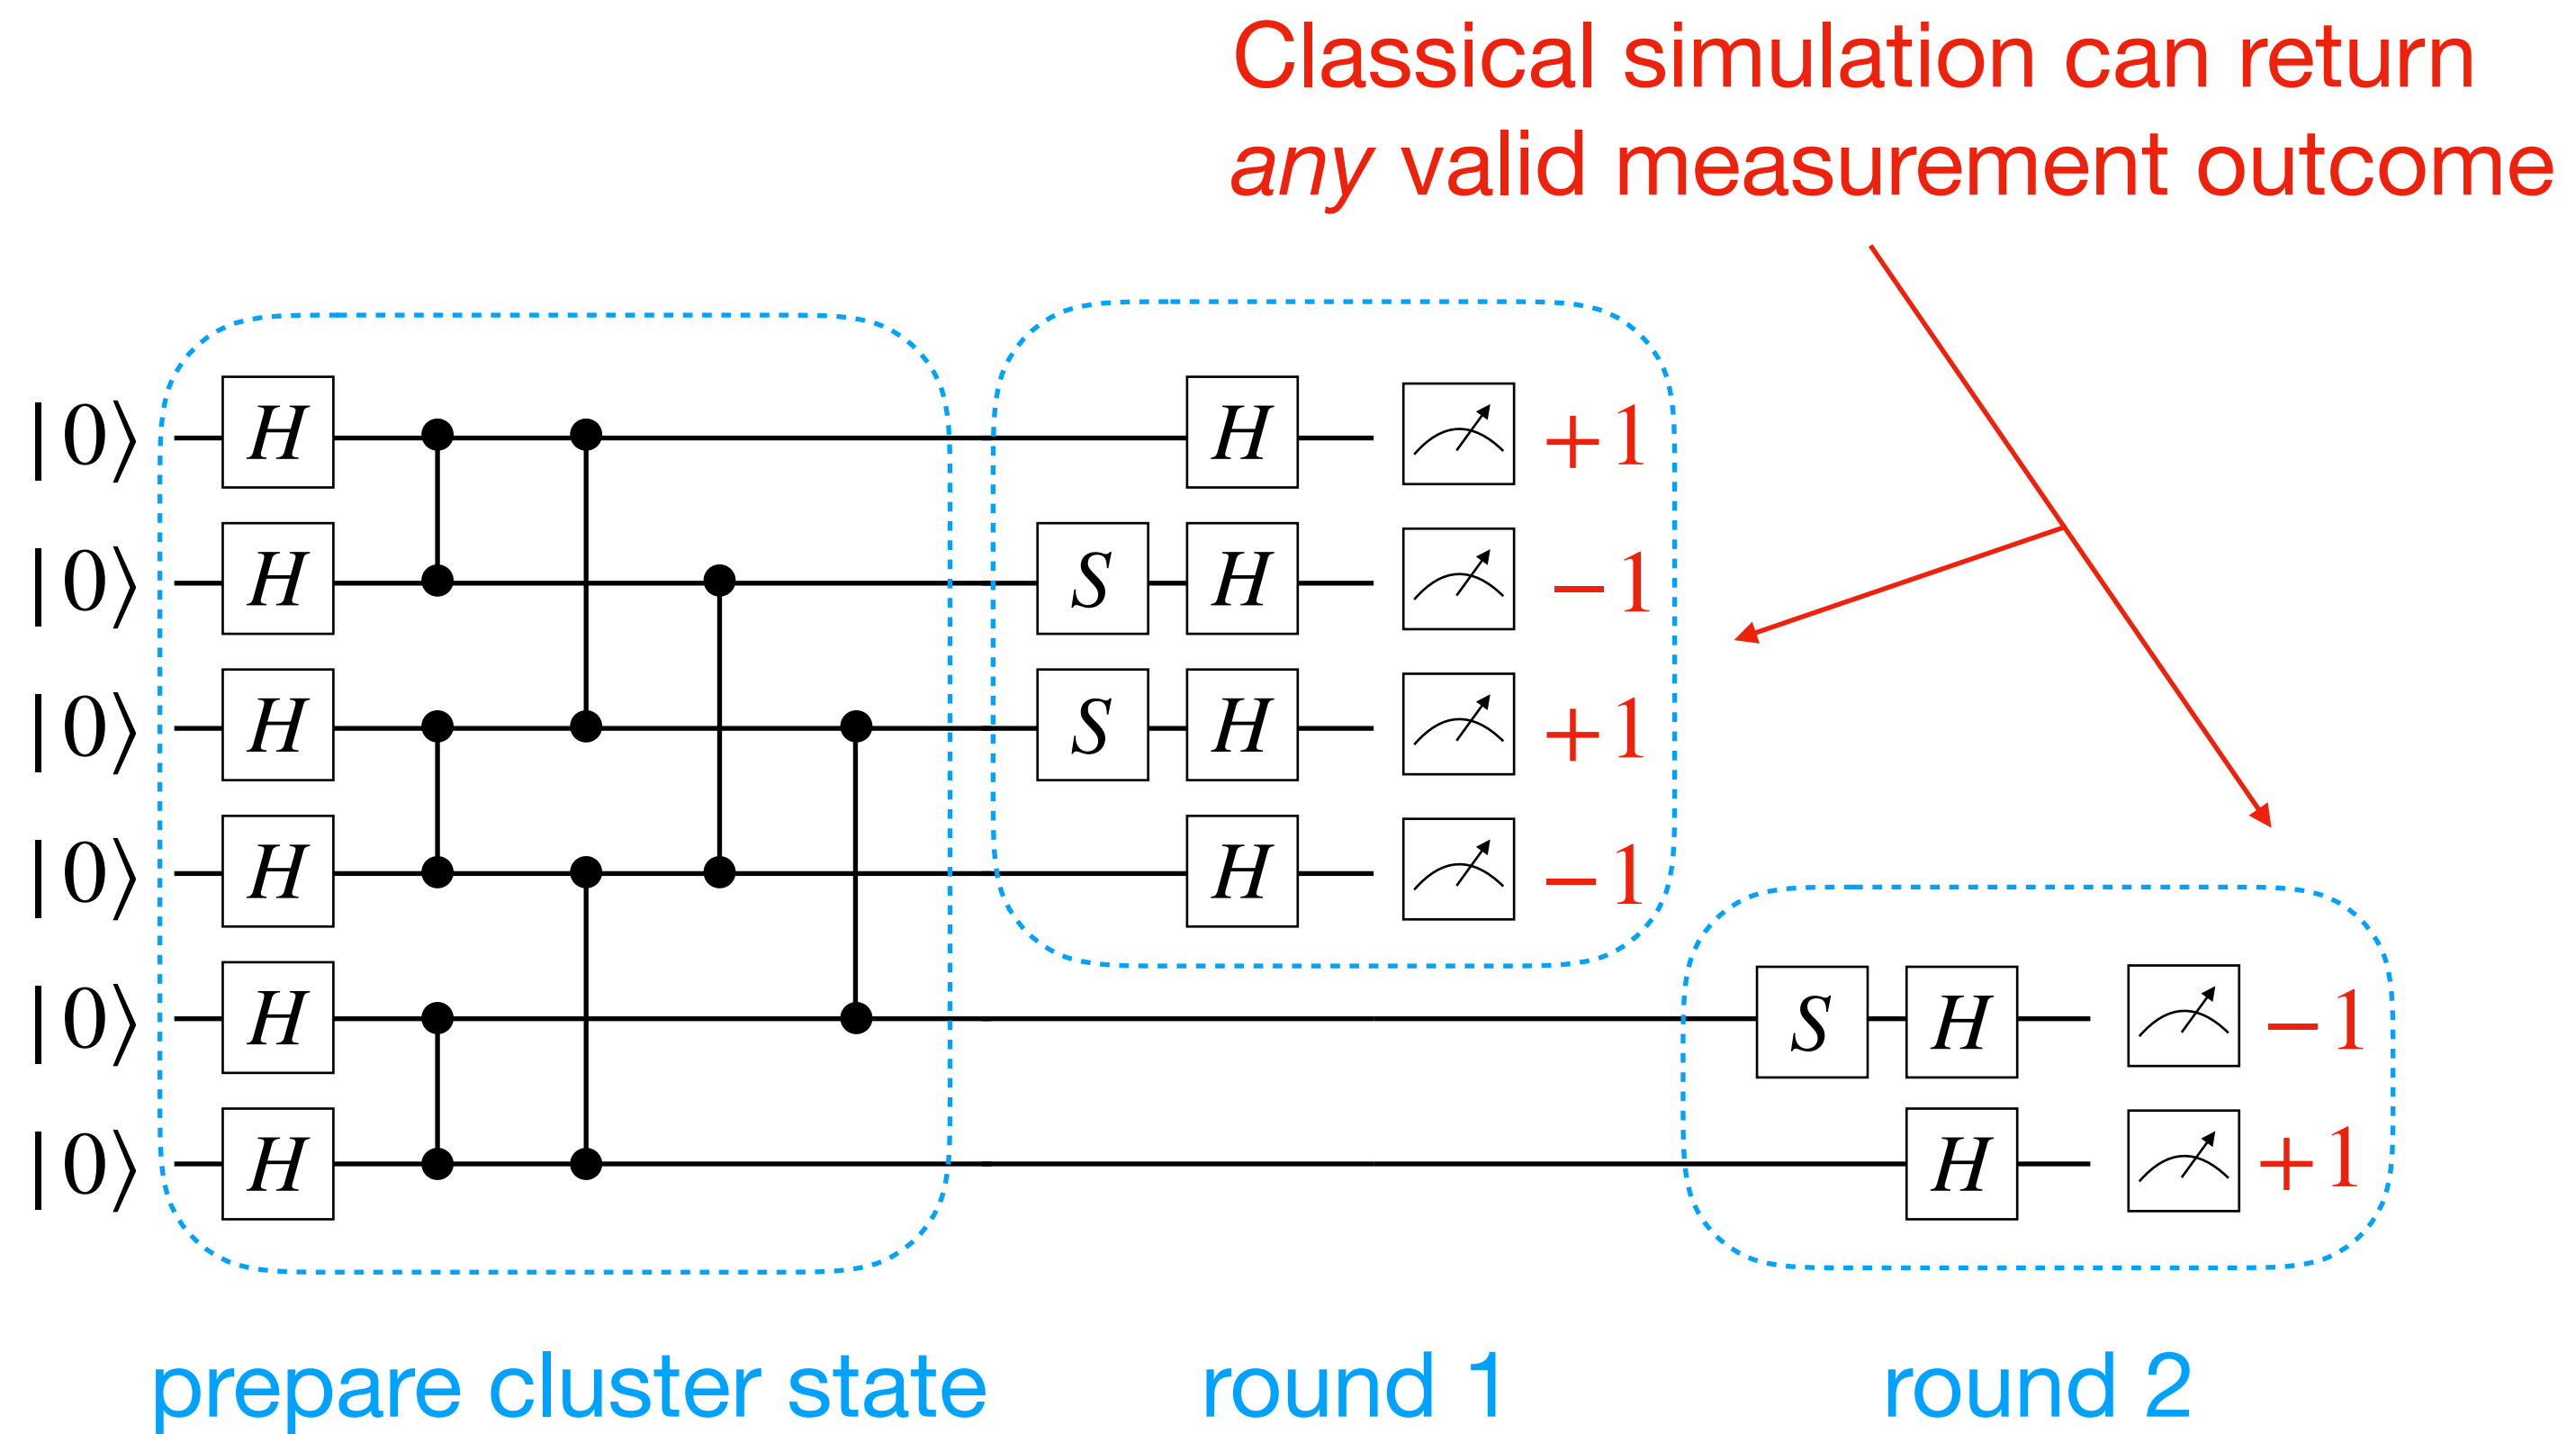 Classical simulation can return
any valid measurement outcome
|0⟩ H H +1
|0⟩ H S H −1
|0⟩ H S H +1
|0⟩ H H −1
|0⟩ H S H −1
|0⟩ H H +1
prepare cluster state round 1 round 2